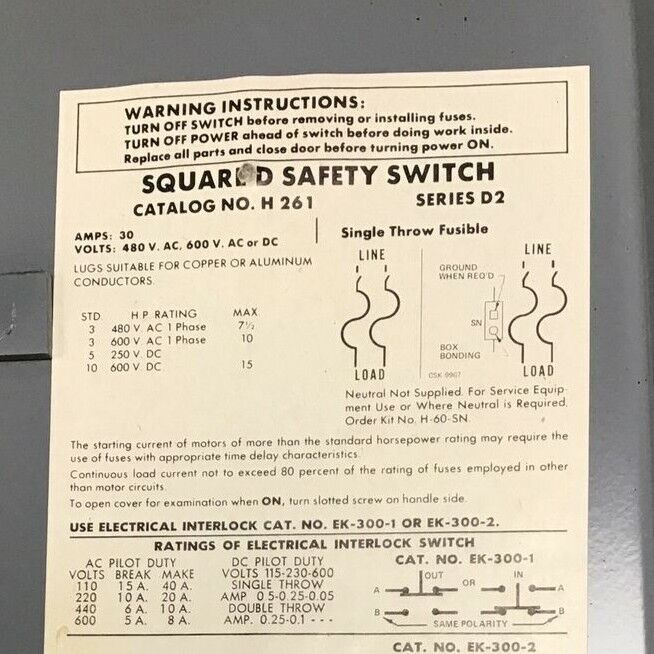 WARNING INSTRUCTIONS:
TURN OFF SWITCH before removing or installing fuses.
TURN OFF POWER ahead of switch before doing work inside.
Replace all parts and close door before turning power ON.
SQUARE D SAFETY SWITCH
CATALOG NO. H 261 SERIES D2
AMPS: 30
VOLTS: 480 V. AC, 600 V. AC or DC
LUGS SUITABLE FOR COPPER OR ALUMINUM
CONDUCTORS.
STD. H.P. RATING MAX
3 480 V. AC 1 Phase 7½
3 600 V. AC 1 Phase 10
5 250 V. DC
10 600 V. DC 15
Single Throw Fusible
LINE
LOAD
GROUND
WHEN REQ'D
SN
BOX
BONDING
CSK 9907
LINE
LOAD
Neutral Not Supplied. For Service Equip-
ment Use or Where Neutral is Required,
Order Kit No. H-60-SN.
The starting current of motors of more than the standard horsepower rating may require the
use of fuses with appropriate time delay characteristics.
Continuous load current not to exceed 80 percent of the rating of fuses employed in other
than motor circuits.
To open cover for examination when ON, turn slotted screw on handle side.
USE ELECTRICAL INTERLOCK CAT. NO. EK-300-1 OR EK-300-2.
RATINGS OF ELECTRICAL INTERLOCK SWITCH
AC PILOT DUTY DC PILOT DUTY
VOLTS BREAK MAKE VOLTS 115-230-600
110 15 A. 40 A. SINGLE THROW
220 10 A. 20 A. AMP 0.5-0.25-0.05
440 6 A. 10 A. DOUBLE THROW
600 5 A. 8 A. AMP. 0.25-0.1 - - -
CAT. NO. EK-300-1
OUT OR IN
A A
B B
SAME POLARITY
CAT. NO. EK-300-2